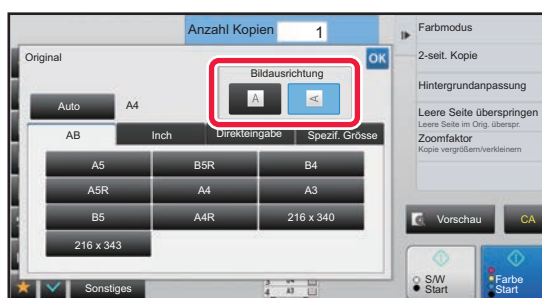 Anzahl Kopien 1
Original
OK
Bildausrichtung
A A
Auto A4
AB Inch Direkteingabe Spezif. Grösse
A5 B5R B4
A5R A4 A3
B5 A4R 216 x 340
216 x 343
Sonstiges
4 A3
Farbmodus
2-seit. Kopie
Hintergrundanpassung
Leere Seite überspringen
Leere Seite im Orig. überspr.
Zoomfaktor
Kopie vergrößern/verkleinern
Vorschau CA
S/W
Start
Farbe
Start